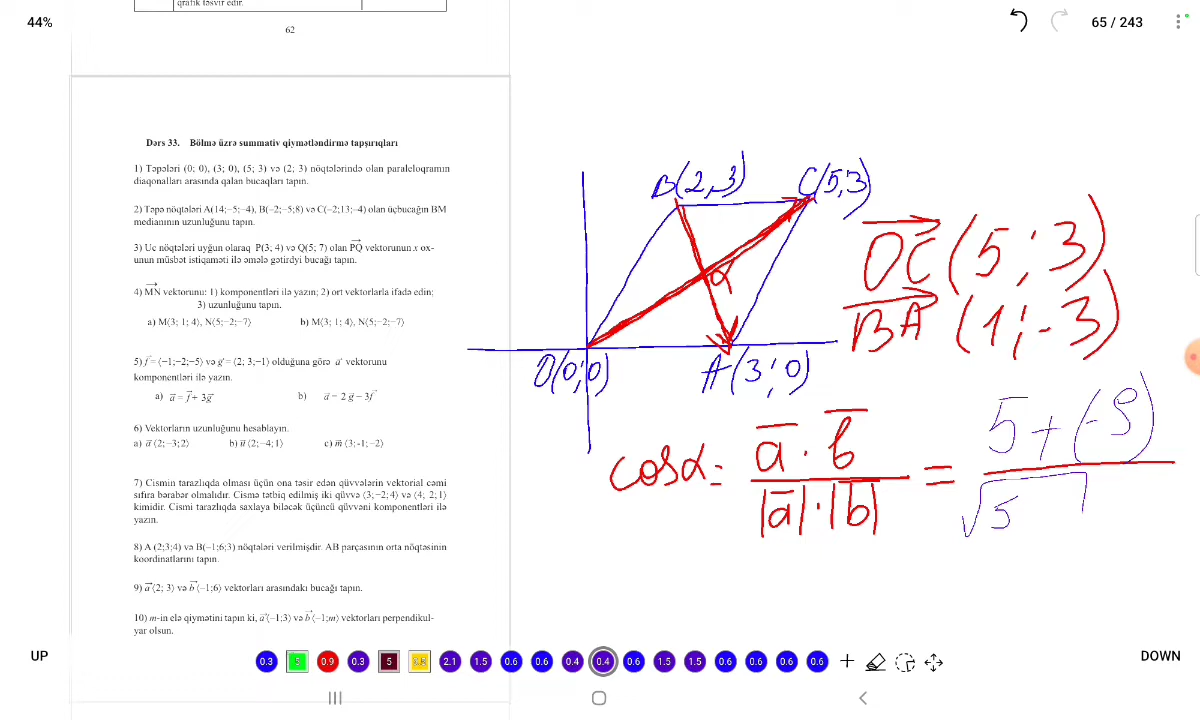 44%
65 / 243
qrafik təsvir edir.
62
Dərs 33. Bölmə üzrə summativ qiymətləndirmə tapşırıqları
1) Təpələri (0; 0), (3; 0), (5; 3) və (2; 3) nöqtələrində olan paraleloqramın
diaqonalları arasında qalan bucaqları tapın.
2) Təpə nöqtələri A(14;−5;−4), B(−2;−5;8) və C(−2;13;−4) olan üçbucağın BM
medianının uzunluğunu tapın.
3) Uc nöqtələri uyğun olaraq P(3; 4) və Q(5; 7) olan PQ vektorunun x ox-
unun müsbət istiqaməti ilə əmələ gətirdyi bucağı tapın.
4) MN vektorunu: 1) komponentləri ilə yazın; 2) ort vektorlarla ifadə edin;
3) uzunluğunu tapın.
a) M(3; 1; 4), N(5;−2;−7) b) M(3; 1; 4), N(5;−2;−7)
5) f = ⟨−1;−2;−5⟩ və g = ⟨2; 3;−1⟩ olduğuna görə a vektorunu
komponentləri ilə yazın.
a) a = f + 3g b) a = 2 g − 3f
6) Vektorların uzunluğunu hesablayın.
a) a ⟨2; −3; 2⟩ b) u ⟨2; −4; 1⟩ c) m ⟨3; -1; −2⟩
7) Cismin tarazlıqda olması üçün ona təsir edən qüvvələrin vektorial cəmi
sıfıra bərabər olmalıdır. Cismə tətbiq edilmiş iki qüvvə ⟨3;−2; 4⟩ və ⟨4; 2; 1⟩
kimidir. Cismi tarazlıqda saxlaya biləcək üçüncü qüvvəni komponentləri ilə
yazın.
8) A (2;3;4) və B(−1;6;3) nöqtələri verilmişdir. AB parçasının orta nöqtəsinin
koordinatlarını tapın.
9) a⟨2; 3⟩ və b⟨−1;6⟩ vektorları arasındakı bucağı tapın.
10) m-in elə qiymətini tapın ki, a⟨−1;3⟩ və b⟨−1;m⟩ vektorları perpendikul-
yar olsun.
B(2;3) C(5;3)
α
O(0;0) A(3;0)
OC (5;3)
BA (1;-3)
cosα = a · b / |a| · |b| = 5 + (-9) / √5
UP
0.3 5 0.9 0.3 5 2.1 1.5 0.6 0.6 0.4 0.4 0.6 1.5 1.5 0.6 0.6 0.6 0.6
DOWN